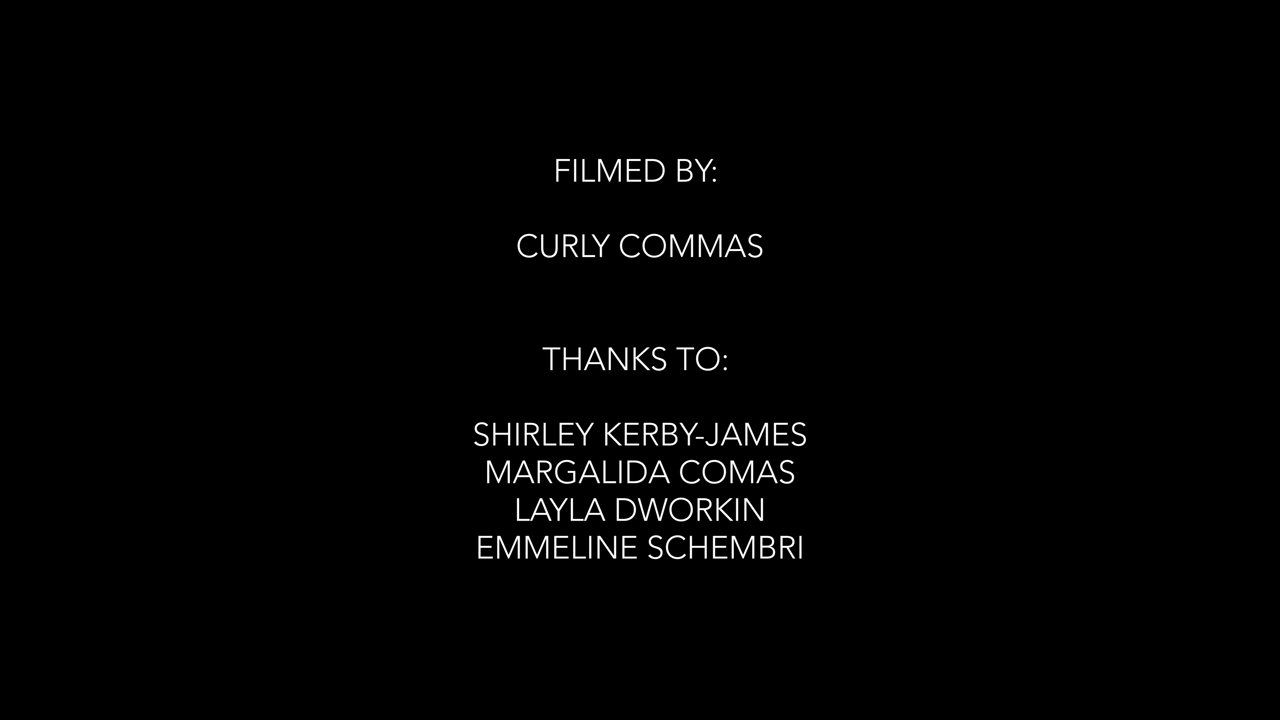 FILMED BY:
CURLY COMMAS
THANKS TO:
SHIRLEY KERBY-JAMES
MARGALIDA COMAS
LAYLA DWORKIN
EMMELINE SCHEMBRI